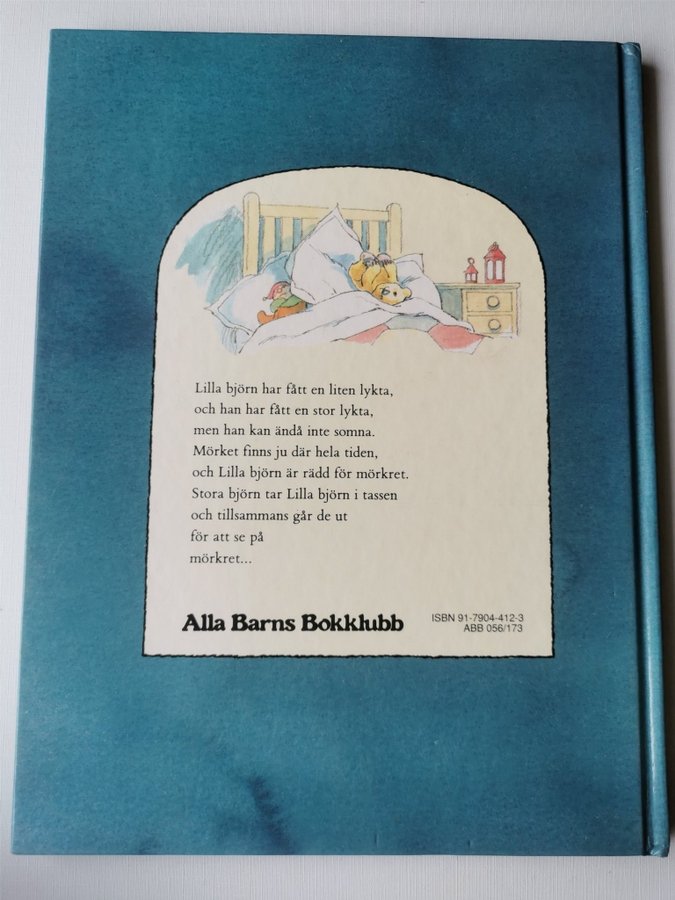 Lilla björn har fått en liten lykta,
och han har fått en stor lykta,
men han kan ändå inte somna.
Mörket finns ju där hela tiden,
och Lilla björn är rädd för mörkret.
Stora björn tar Lilla björn i tassen
och tillsammans går de ut
för att se på
mörkret...
Alla Barns Bokklubb
ISBN 91-7904-412-3
ABB 056/173